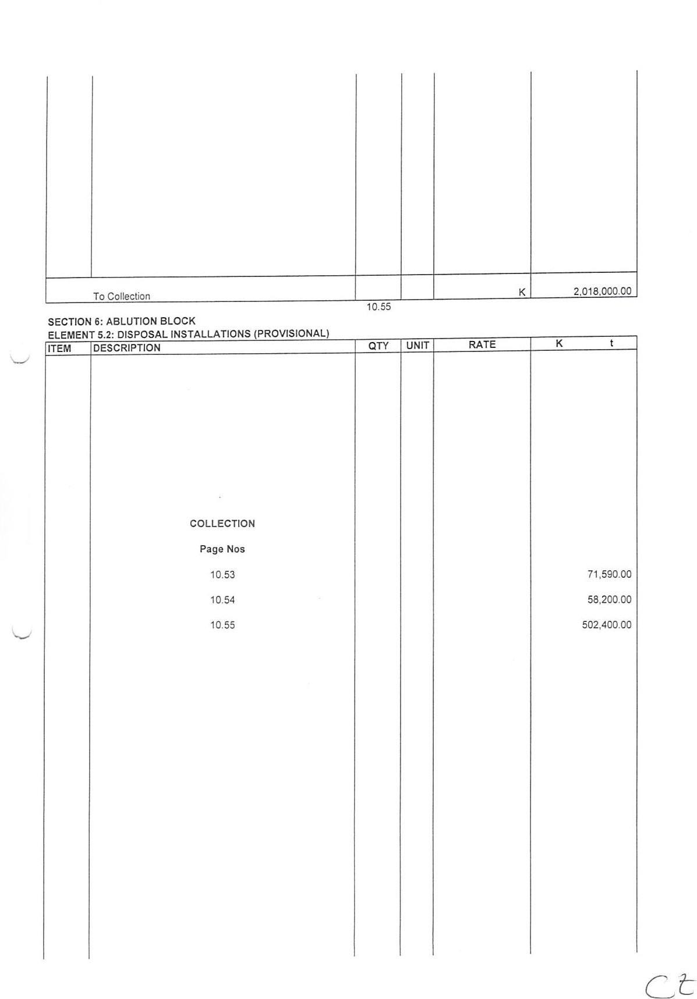 To Collection K 2,018,000.00
10.55
SECTION 6: ABLUTION BLOCK
ELEMENT 5.2: DISPOSAL INSTALLATIONS (PROVISIONAL)
ITEM DESCRIPTION QTY UNIT RATE K t
COLLECTION
Page Nos
10.53 71,590.00
10.54 58,200.00
10.55 502,400.00